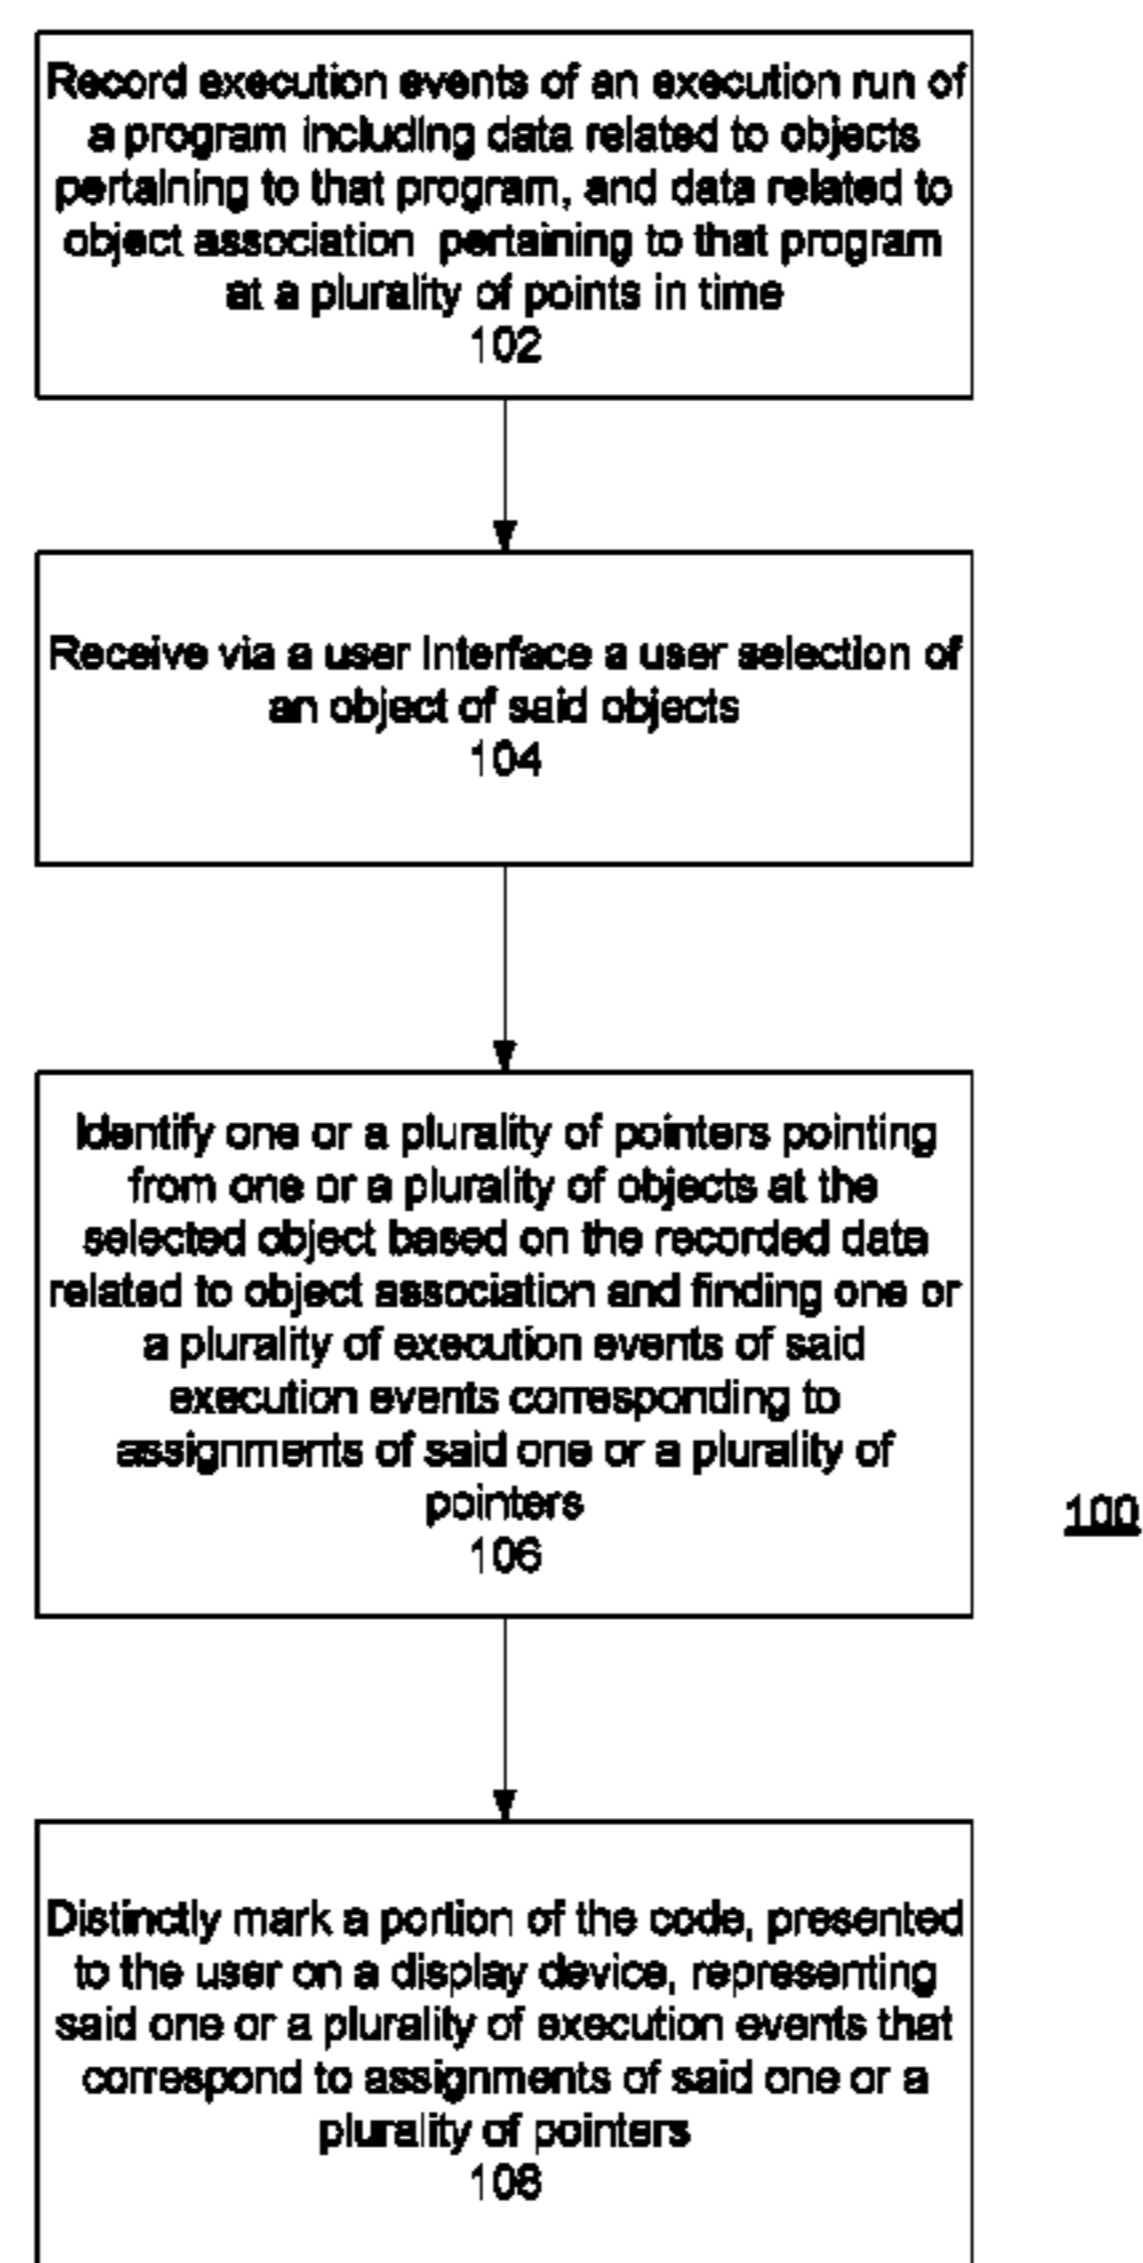 Record execution events of an execution run of
a program including data related to objects
pertaining to that program, and data related to
object association pertaining to that program
at a plurality of points in time
102
Receive via a user interface a user selection of
an object of said objects
104
Identify one or a plurality of pointers pointing
from one or a plurality of objects at the
selected object based on the recorded data
related to object association and finding one or
a plurality of execution events of said
execution events corresponding to
assignments of said one or a plurality of
pointers
106
100
Distinctly mark a portion of the code, presented
to the user on a display device, representing
said one or a plurality of execution events that
correspond to assignments of said one or a
plurality of pointers
108